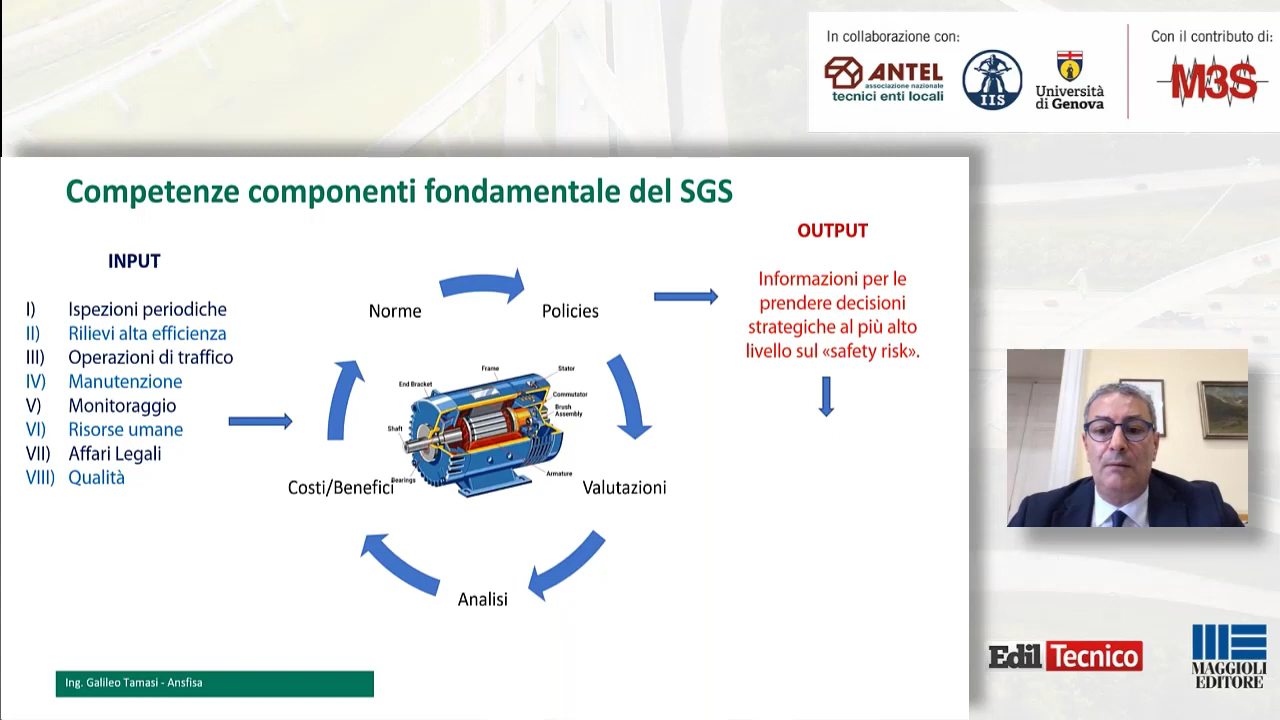 In collaborazione con:
Con il contributo di:
ANTEL
associazione nazionale
tecnici enti locali
IIS
Università
di Genova
M3S
Competenze componenti fondamentale del SGS
INPUT
I) Ispezioni periodiche
II) Rilievi alta efficienza
III) Operazioni di traffico
IV) Manutenzione
V) Monitoraggio
VI) Risorse umane
VII) Affari Legali
VIII) Qualità
Norme
Policies
Valutazioni
Analisi
Costi/Benefici
Frame
Stator
End Bracket
Commutator
Brush
Assembly
Shaft
Bearings
Armature
OUTPUT
Informazioni per le
prendere decisioni
strategiche al più alto
livello sul «safety risk».
Ing. Galileo Tamasi - Ansfisa
Edil Tecnico
MAGGIOLI
EDITORE